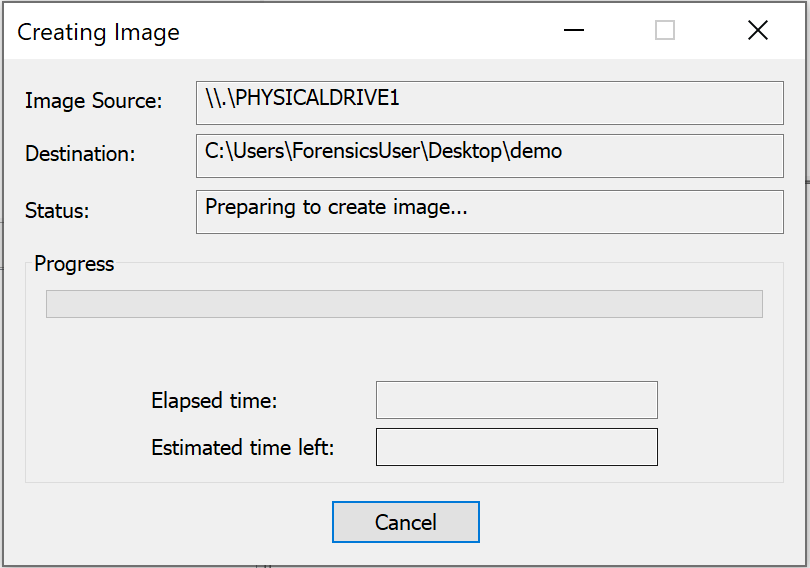 Creating Image
Image Source: \\.\PHYSICALDRIVE1
Destination: C:\Users\ForensicsUser\Desktop\demo
Status: Preparing to create image...
Progress
Elapsed time:
Estimated time left:
Cancel